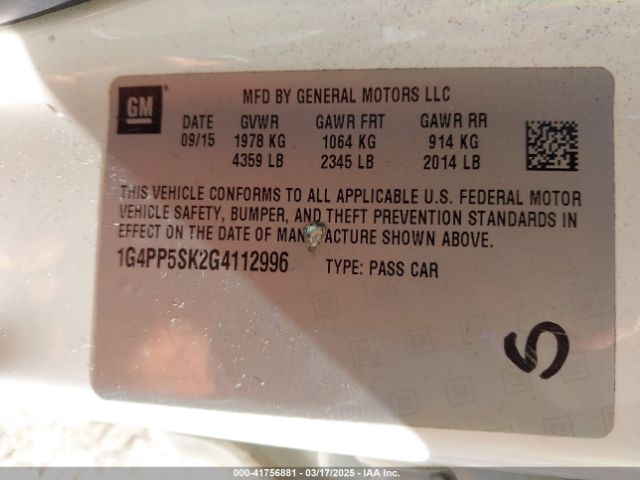 GM
MFD BY GENERAL MOTORS LLC
DATE GVWR GAWR FRT GAWR RR
09/15 1978 KG 1064 KG 914 KG
4359 LB 2345 LB 2014 LB
THIS VEHICLE CONFORMS TO ALL APPLICABLE U.S. FEDERAL MOTOR
VEHICLE SAFETY, BUMPER, AND THEFT PREVENTION STANDARDS IN
EFFECT ON THE DATE OF MANUFACTURE SHOWN ABOVE.
1G4PP5SK2G4112996 TYPE: PASS CAR
S
000-41756881 - 03/17/2025 - IAA Inc.